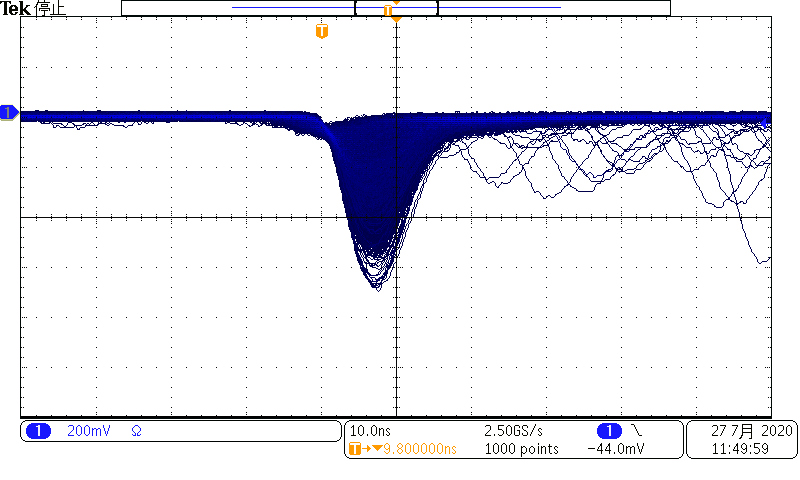 Tek 停止
T
T
1
1 200mV Ω
10.0ns 2.50GS/s 1
T→▼9.800000ns 1000 points -44.0mV
27 7月 2020
11:49:59